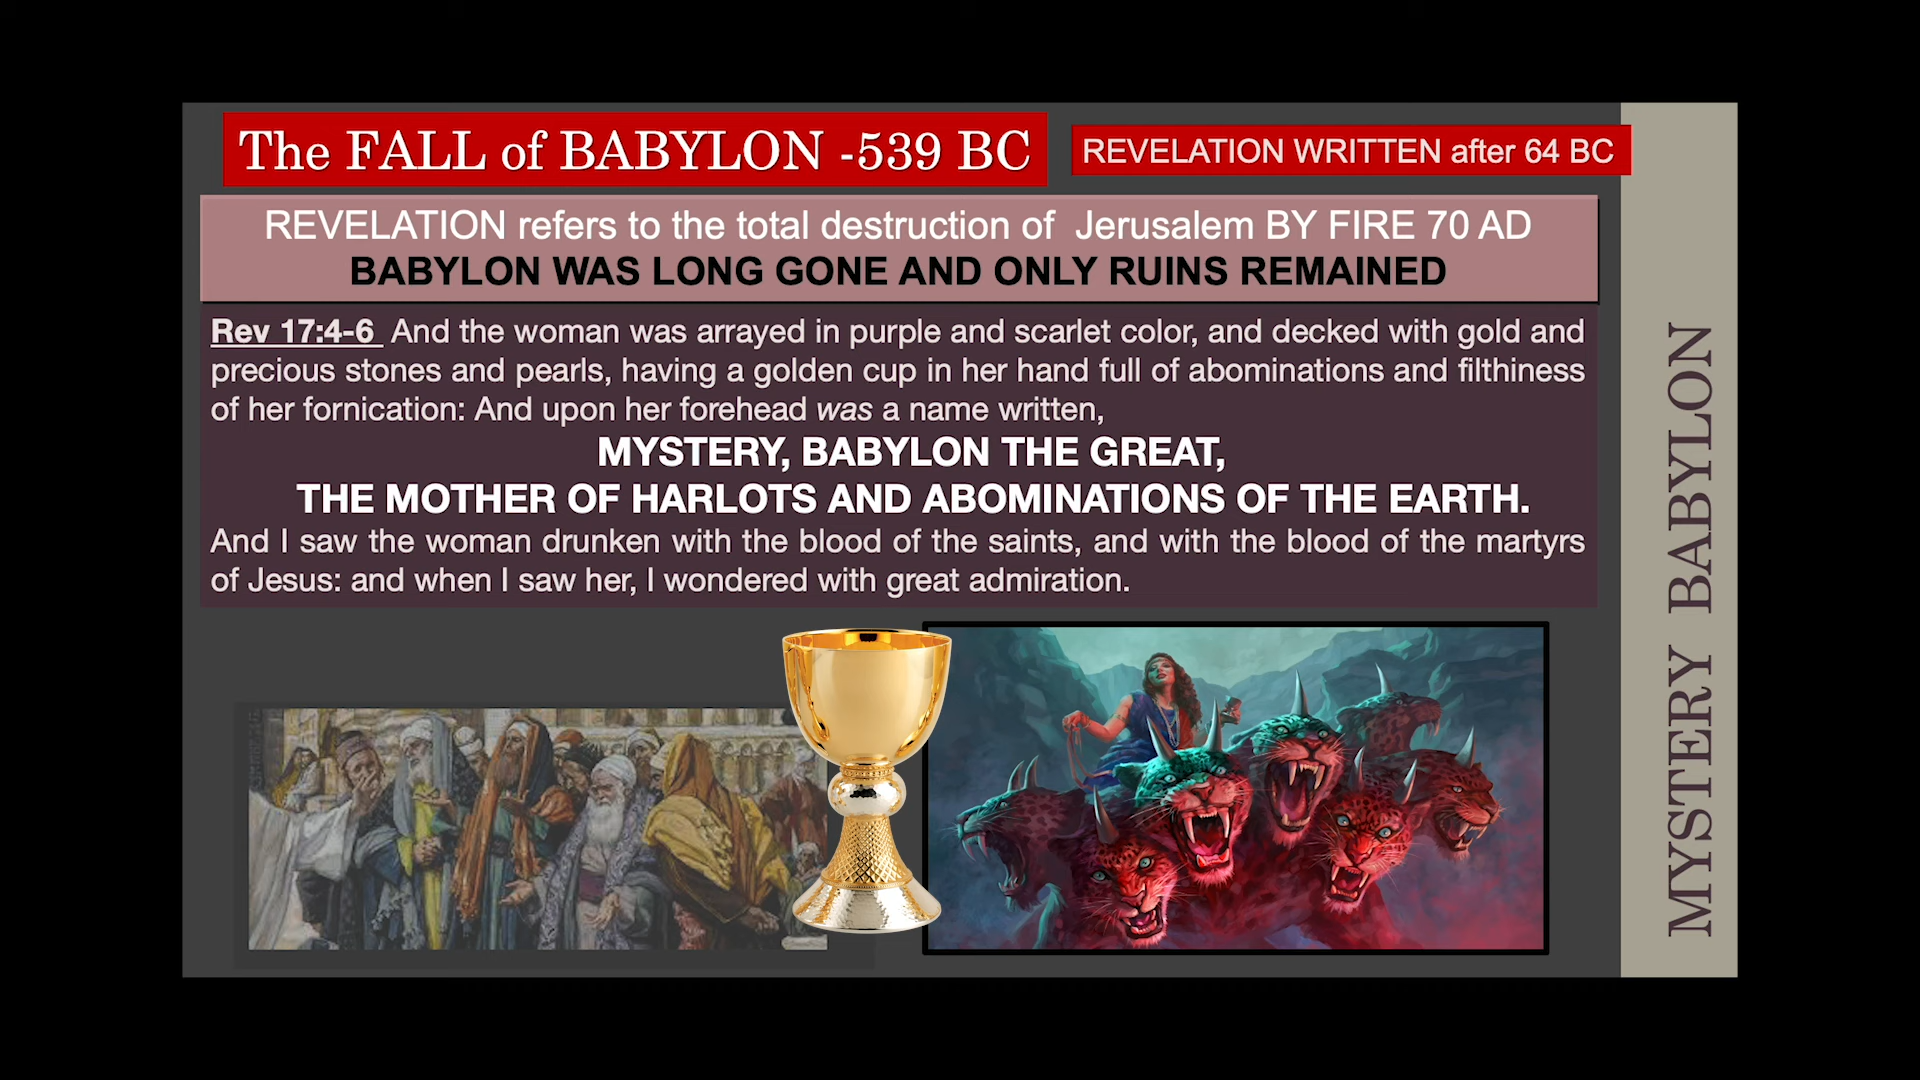 The FALL of BABYLON -539 BC
REVELATION WRITTEN after 64 BC
REVELATION refers to the total destruction of Jerusalem BY FIRE 70 AD
BABYLON WAS LONG GONE AND ONLY RUINS REMAINED
Rev 17:4-6 And the woman was arrayed in purple and scarlet color, and decked with gold and
precious stones and pearls, having a golden cup in her hand full of abominations and filthiness
of her fornication: And upon her forehead was a name written,
MYSTERY, BABYLON THE GREAT,
THE MOTHER OF HARLOTS AND ABOMINATIONS OF THE EARTH.
And I saw the woman drunken with the blood of the saints, and with the blood of the martyrs
of Jesus: and when I saw her, I wondered with great admiration.
MYSTERY BABYLON